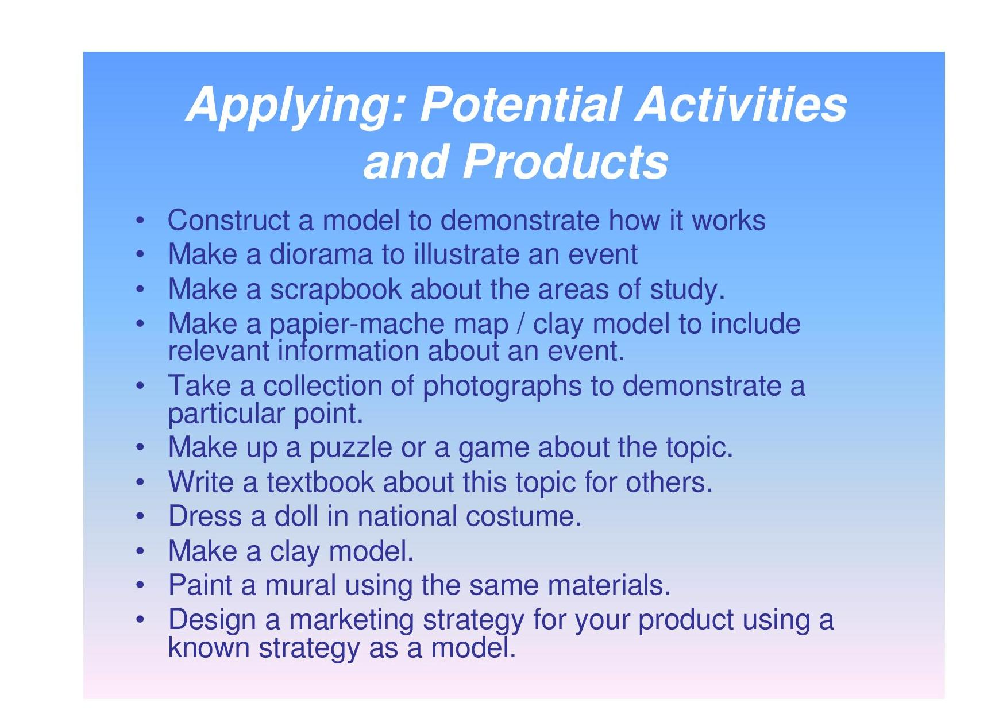 Applying: Potential Activities
and Products
• Construct a model to demonstrate how it works
• Make a diorama to illustrate an event
• Make a scrapbook about the areas of study.
• Make a papier-mache map / clay model to include
relevant information about an event.
• Take a collection of photographs to demonstrate a
particular point.
• Make up a puzzle or a game about the topic.
• Write a textbook about this topic for others.
• Dress a doll in national costume.
• Make a clay model.
• Paint a mural using the same materials.
• Design a marketing strategy for your product using a
known strategy as a model.